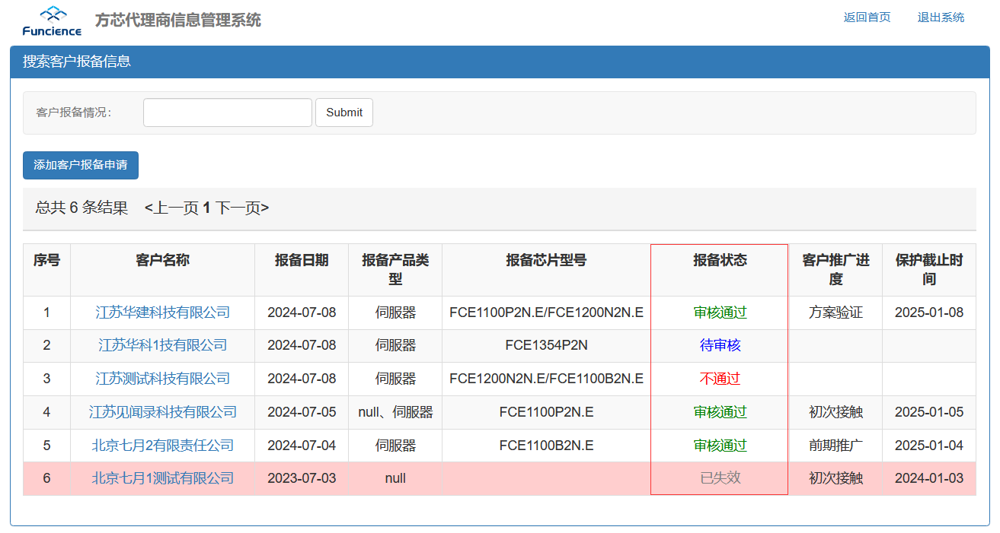 Funcience
方芯代理商信息管理系统
返回首页 退出系统
搜索客户报备信息
客户报备情况：
Submit
添加客户报备申请
总共 6 条结果 <上一页 1 下一页>
序号 客户名称 报备日期 报备产品类型 报备芯片型号 报备状态 客户推广进度 保护截止时间
1 江苏华建科技有限公司 2024-07-08 伺服器 FCE1100P2N.E/FCE1200N2N.E 审核通过 方案验证 2025-01-08
2 江苏华科1技有限公司 2024-07-08 伺服器 FCE1354P2N 待审核
3 江苏测试科技有限公司 2024-07-08 伺服器 FCE1200N2N.E/FCE1100B2N.E 不通过
4 江苏见闻录科技有限公司 2024-07-05 null、伺服器 FCE1100P2N.E 审核通过 初次接触 2025-01-05
5 北京七月2有限责任公司 2024-07-04 伺服器 FCE1100B2N.E 审核通过 前期推广 2025-01-04
6 北京七月1测试有限公司 2023-07-03 null 已失效 初次接触 2024-01-03